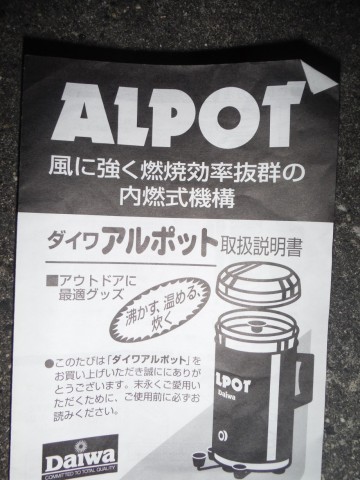 ALPOT
風に強く燃焼効率抜群の
内燃式機構
ダイワアルポット取扱説明書
■アウトドアに
最適グッズ
沸かす、温める、
炊く
●このたびは「ダイワアルポット」を
お買い上げいただき誠にありが
とうございます。末永くご愛用い
ただくために、ご使用前に必ずお
読みください。
ALPOT
Daiwa
Daiwa
COMMITTED TO TOTAL QUALITY